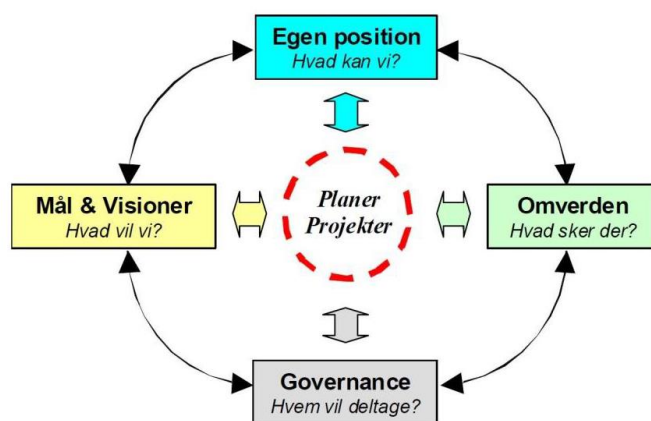 Egen position
Hvad kan vi?
Mål & Visioner
Hvad vil vi?
Planer
Projekter
Omverden
Hvad sker der?
Governance
Hvem vil deltage?